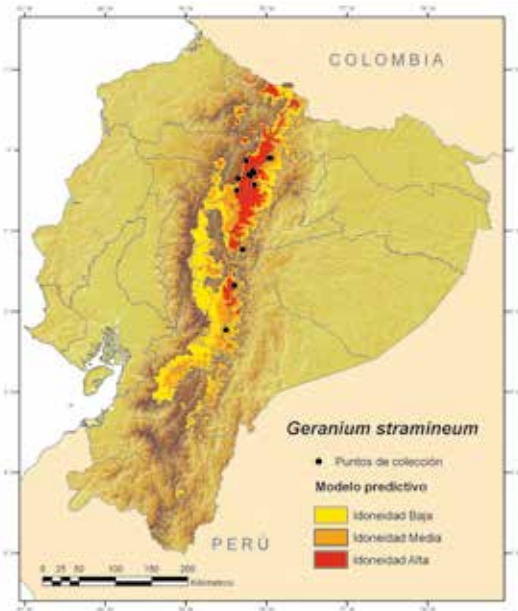 COLOMBIA
Geranium stramineum
Puntos de colección
Modelo predictivo
Idoneidad Baja
Idoneidad Media
Idoneidad Alta
PERÚ
0 25 50 100 150 200
Kilómetros